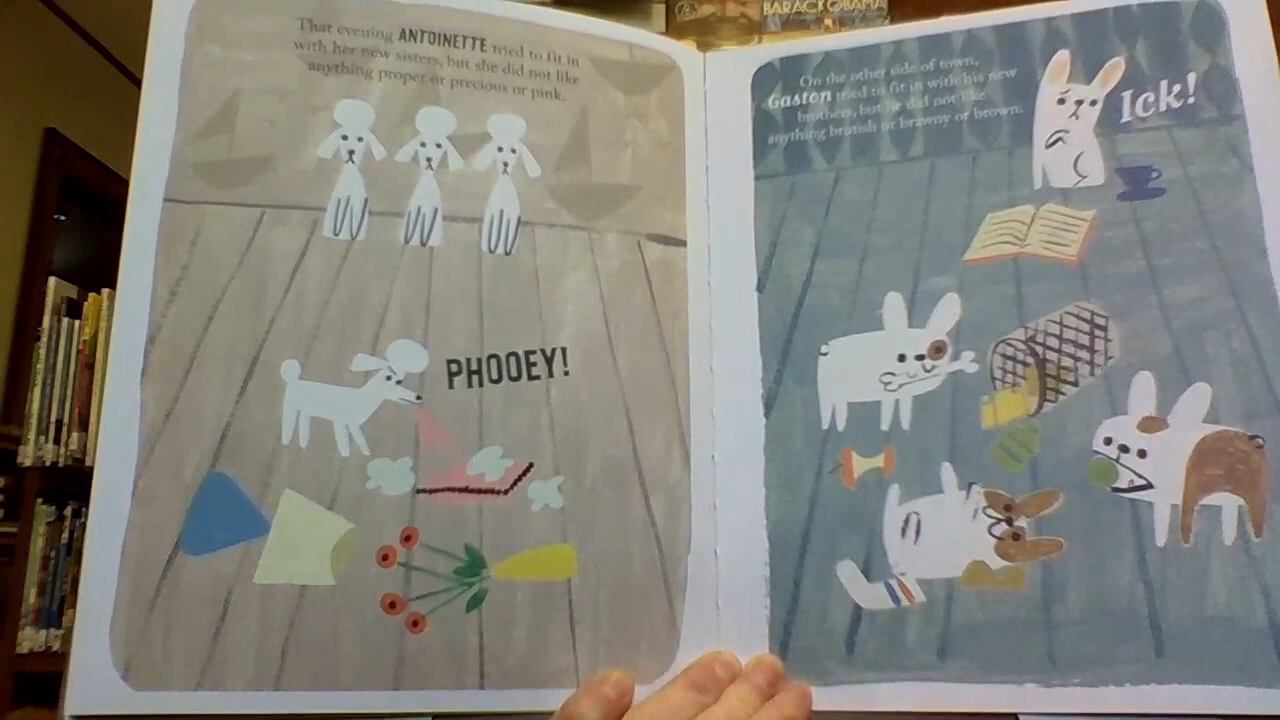 BARACK OBAMA
That evening ANTOINETTE tried to fit in
with her new sisters, but she did not like
anything proper or precious or pink.
PHOOEY!
On the other side of town,
Gaston tried to fit in with his new
brothers, but he did not like
anything brutish or brawny or brown.
Ick!